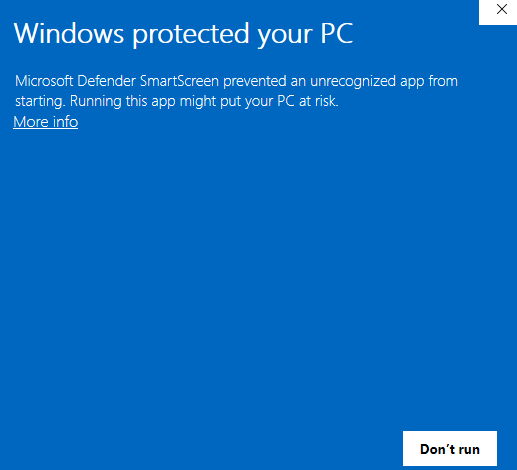 Windows protected your PC
Microsoft Defender SmartScreen prevented an unrecognized app from
starting. Running this app might put your PC at risk.
More info
Don't run